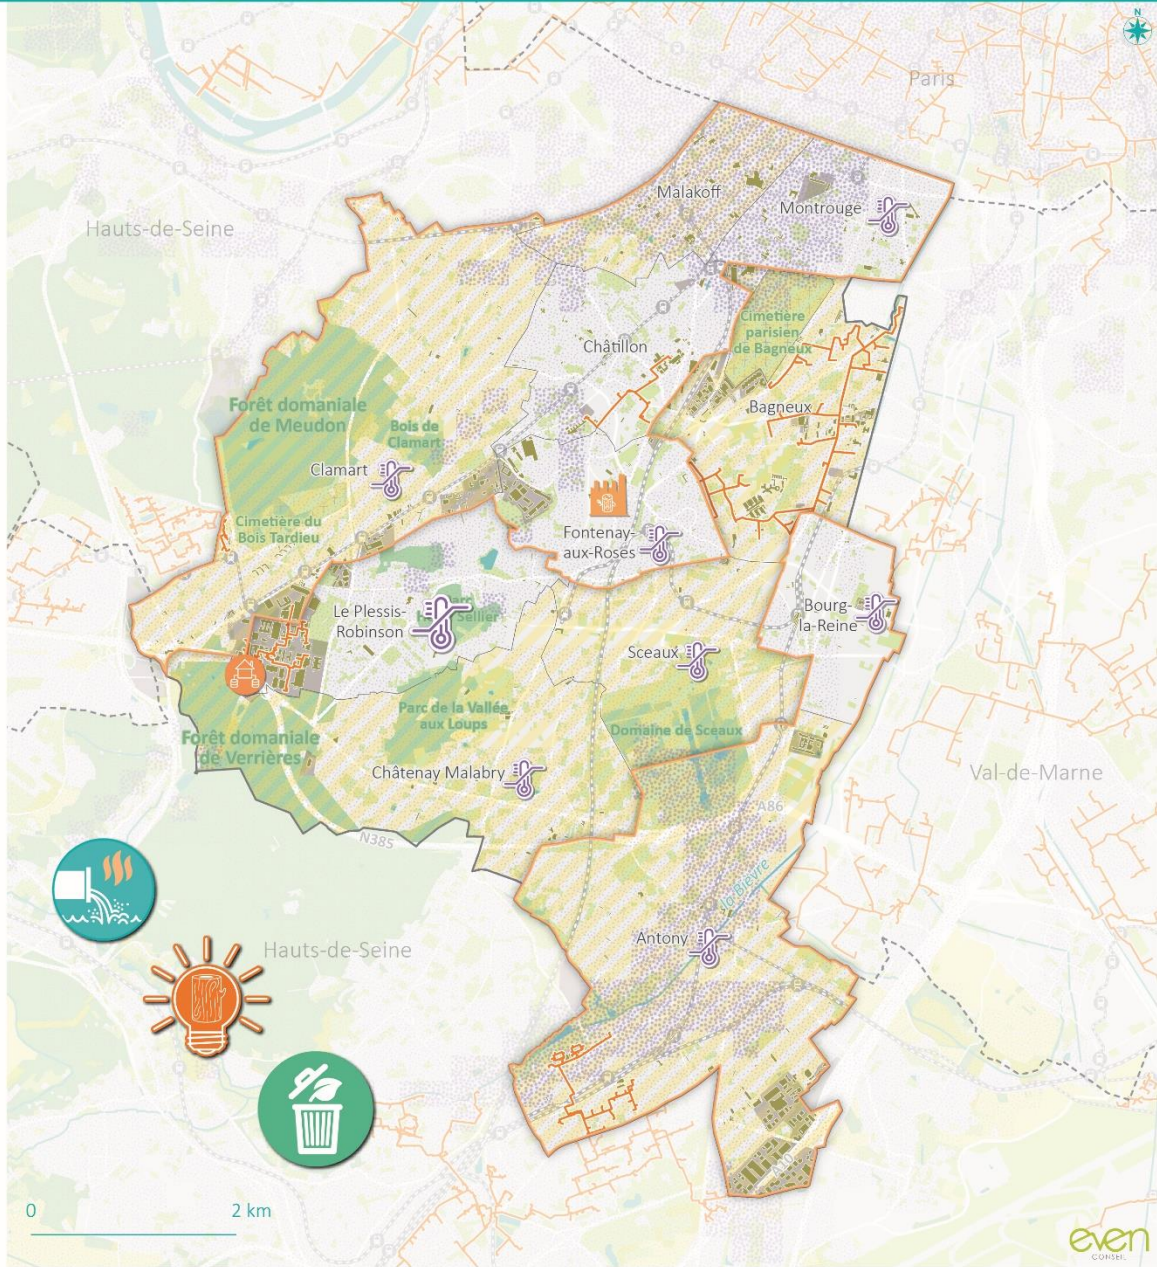 N
Paris
Malakoff
Montrouge
Hauts-de-Seine
Cimetière
parisien
de Bagneux
Châtillon
Forêt domaniale
de Meudon
Bois de
Clamart
Bagneux
Clamart
Cimetière du
Bois Tardieu
Fontenay-
aux-Roses
Le Plessis-
Robinson
Parc
Henri Sellier
Bourg-
la-Reine
Sceaux
Parc de la Vallée
aux Loups
Domaine de Sceaux
Forêt domaniale
de Verrières
Châtenay Malabry
Val-de-Marne
A86
N385
la Bièvre
Antony
Hauts-de-Seine
A10
0
2 km
even
CONSEIL